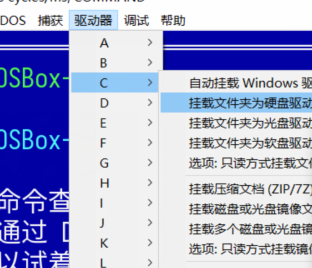 cycles/ms, COMMAND
DOS 捕获 驱动器 调试 帮助
A
B
C
D
E
F
G
H
I
J
K
L
自动挂载 Windows 驱
挂载文件夹为硬盘驱动
挂载文件夹为光盘驱动
挂载文件夹为软盘驱动
选项: 只读方式挂载文件
挂载压缩文档 (ZIP/7Z)
挂载磁盘或光盘镜像文
挂载多个磁盘或光盘镜
选项: 只读方式挂载镜
OSBox-
OSBox-
命令查
通过 [
以试着